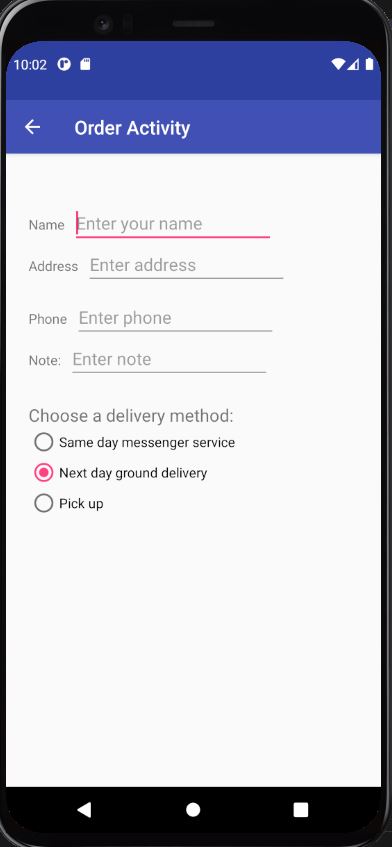 10:02
Order Activity
Name Enter your name
Address Enter address
Phone Enter phone
Note: Enter note
Choose a delivery method:
Same day messenger service
Next day ground delivery
Pick up